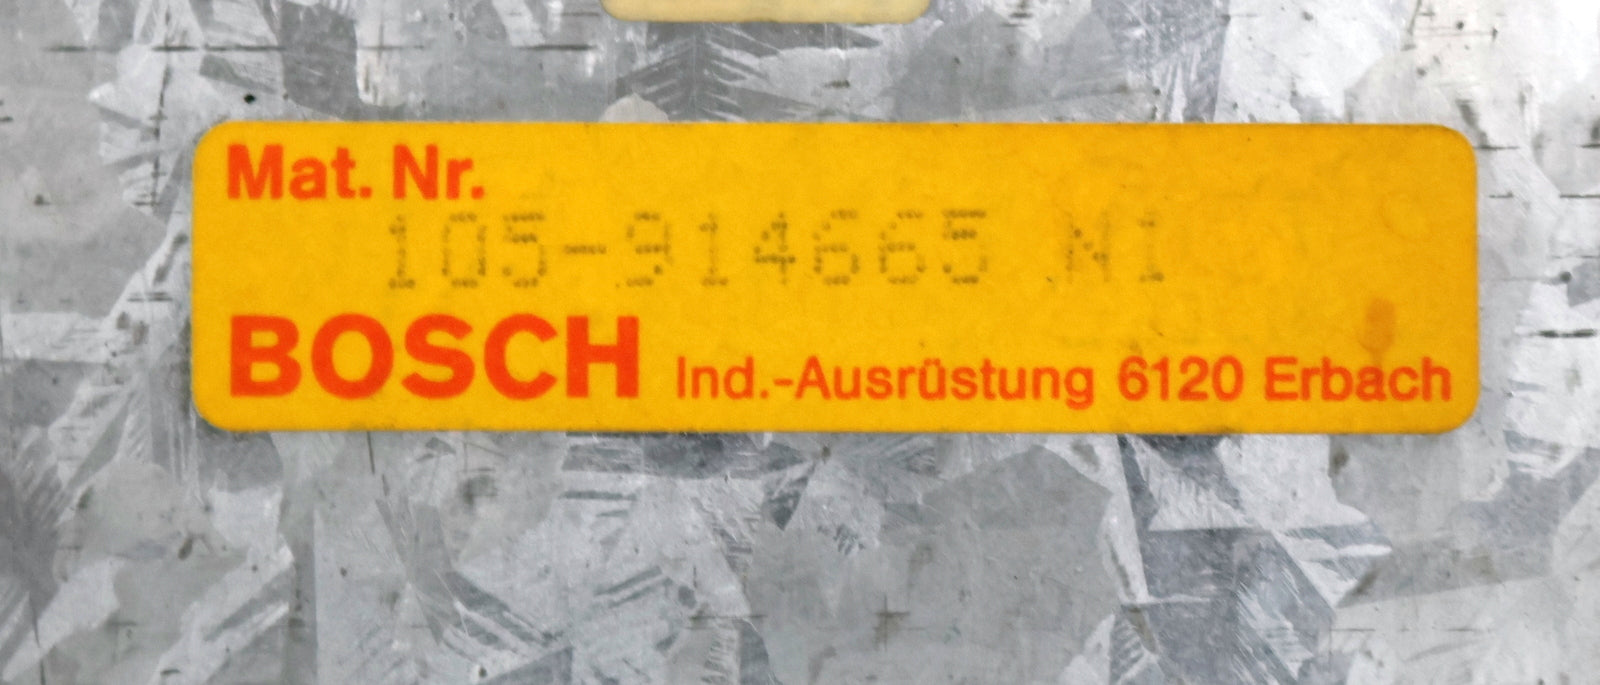 Mat. Nr.
105-914665 N1
BOSCH Ind.-Ausrüstung 6120 Erbach